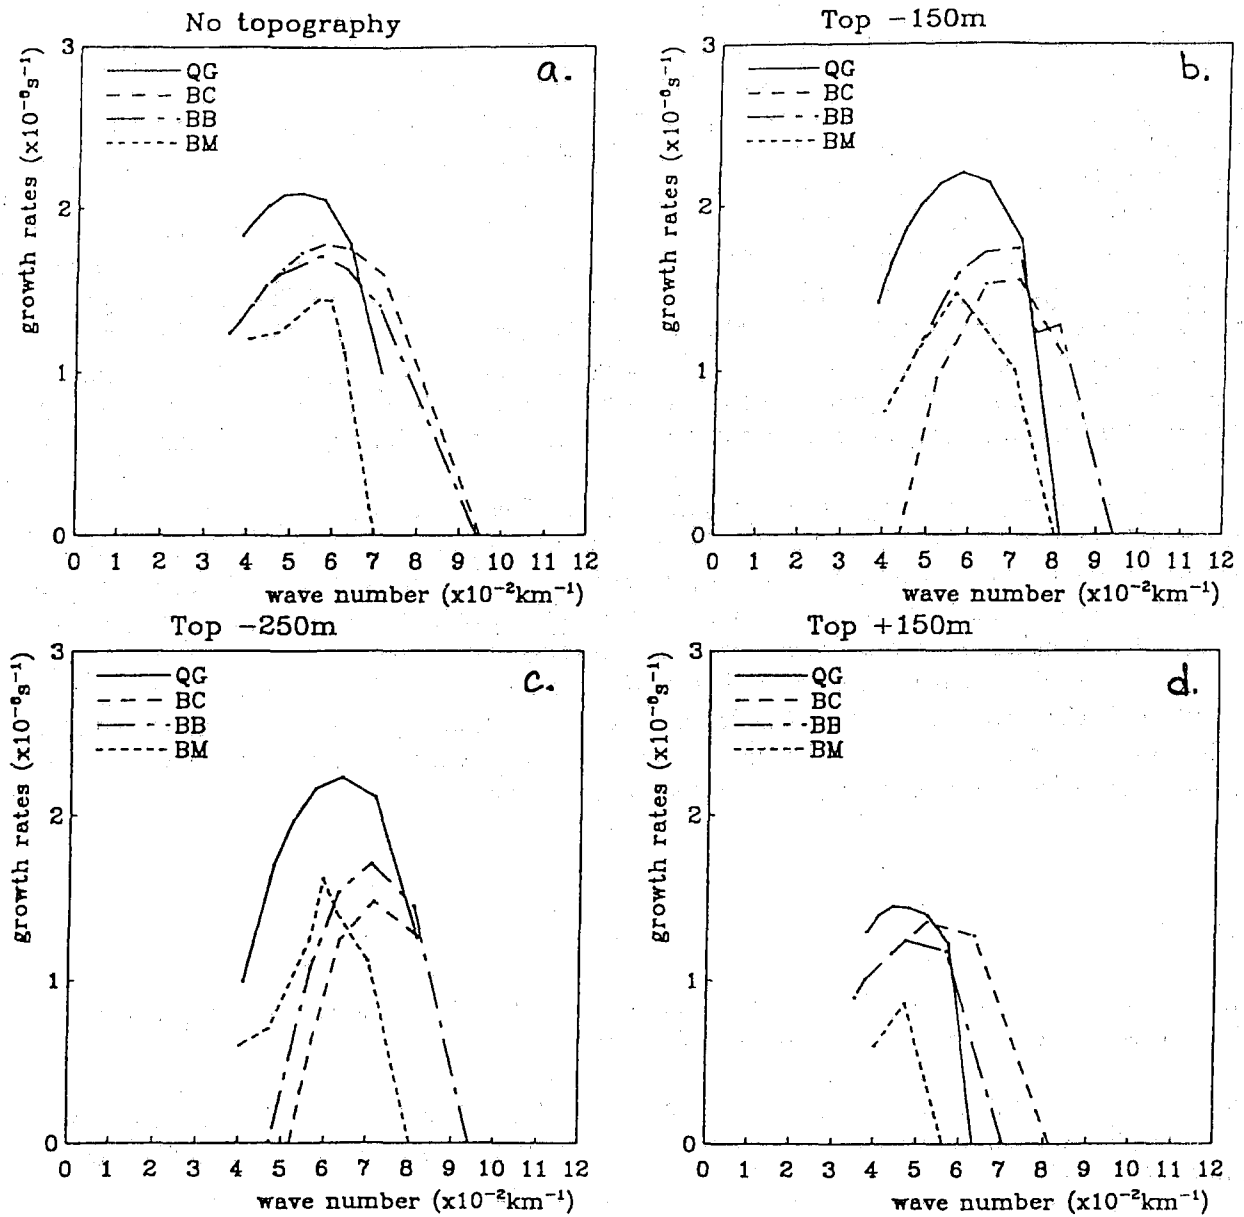 No topography
a.
QG
BC
BB
BM
growth rates (x10⁻⁶s⁻¹)
3
2
1
0
0 1 2 3 4 5 6 7 8 9 10 11 12
wave number (x10⁻²km⁻¹)
Top −150m
b.
QG
BC
BB
BM
growth rates (x10⁻⁶s⁻¹)
3
2
1
0
0 1 2 3 4 5 6 7 8 9 10 11 12
wave number (x10⁻²km⁻¹)
Top −250m
c.
QG
BC
BB
BM
growth rates (x10⁻⁶s⁻¹)
3
2
1
0
0 1 2 3 4 5 6 7 8 9 10 11 12
wave number (x10⁻²km⁻¹)
Top +150m
d.
QG
BC
BB
BM
growth rates (x10⁻⁶s⁻¹)
3
2
1
0
0 1 2 3 4 5 6 7 8 9 10 11 12
wave number (x10⁻²km⁻¹)